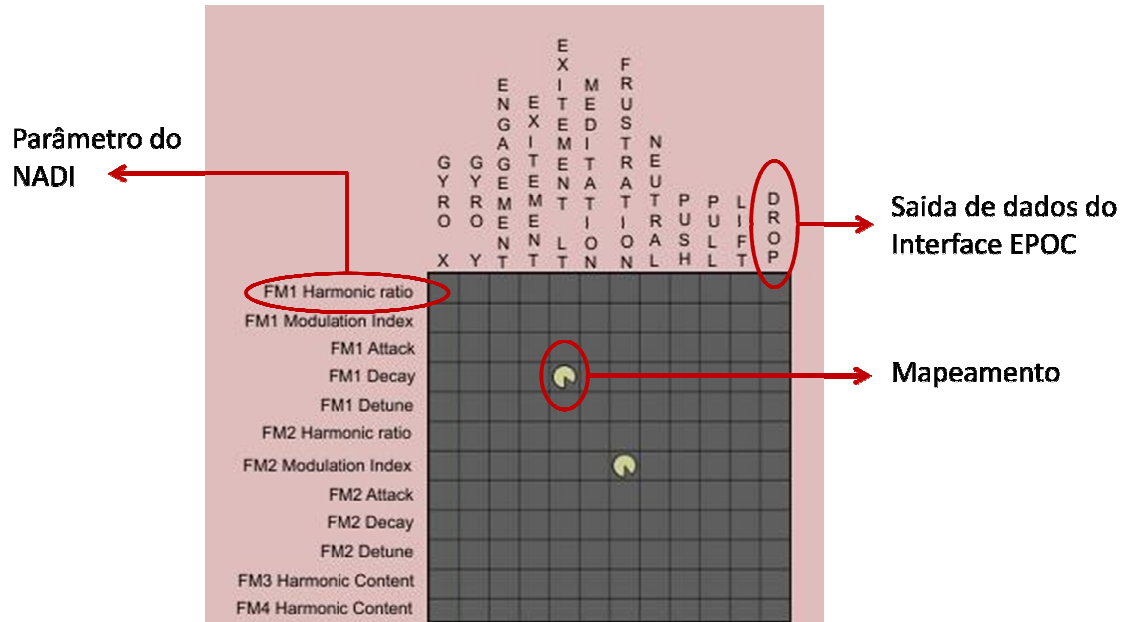 Parâmetro do
NADI
GYRO X
GYRO Y
ENGAGEMENT
EXITEMENT
EXITEMENT LT
MEDITATION
FRUSTRATION
NEUTRAL
PUSH
PULL
LIFT
DROP
Saída de dados do
Interface EPOC
FM1 Harmonic ratio
FM1 Modulation Index
FM1 Attack
FM1 Decay
Mapeamento
FM1 Detune
FM2 Harmonic ratio
FM2 Modulation Index
FM2 Attack
FM2 Decay
FM2 Detune
FM3 Harmonic Content
FM4 Harmonic Content